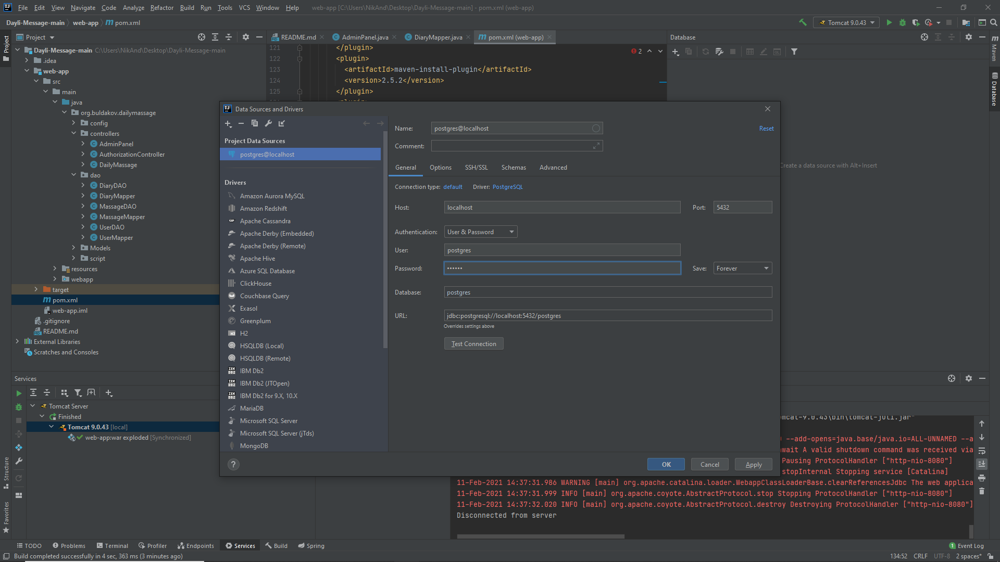 File Edit View Navigate Code Analyze Refactor Build Run Tools VCS Window Help web-app [C:\Users\NikAnd\Desktop\Dayli-Message-main] - pom.xml (web-app)
Dayli-Message-main web-app pom.xml
Tomcat 9.0.43
Project
README.md AdminPanel.java DiaryMapper.java pom.xml (web-app)
Database
Dayli-Message-main C:\Users\NikAnd\Desktop\Dayli-Message-main
.idea
web-app
src
main
java
org.buldakov.dailymassage
config
controllers
AdminPanel
AuthorizationController
DailyMassage
dao
DiaryDAO
DiaryMapper
MassageDAO
MassageMapper
UserDAO
UserMapper
Models
script
resources
webapp
target
pom.xml
web-app.iml
.gitignore
README.md
External Libraries
Scratches and Consoles
121 </plugin>
122 <plugin>
123 <artifactId>maven-install-plugin</artifactId>
124 <version>2.5.2</version>
125 </plugin>
2
Create a data source with Alt+Insert
Project
Structure
Favorites
Maven
Database
Data Sources and Drivers
Project Data Sources
postgres@localhost
Drivers
Amazon Aurora MySQL
Amazon Redshift
Apache Cassandra
Apache Derby (Embedded)
Apache Derby (Remote)
Apache Hive
Azure SQL Database
ClickHouse
Couchbase Query
Exasol
Greenplum
H2
HSQLDB (Local)
HSQLDB (Remote)
IBM Db2
IBM Db2 (JTOpen)
IBM Db2 for 9.X, 10.X
MariaDB
Microsoft SQL Server
Microsoft SQL Server (jTds)
MongoDB
Name: postgres@localhost
Reset
Comment:
General Options SSH/SSL Schemas Advanced
Connection type: default Driver: PostgreSQL
Host: localhost Port: 5432
Authentication: User & Password
User: postgres
Password: •••••• Save: Forever
Database: postgres
URL: jdbc:postgresql://localhost:5432/postgres
Overrides settings above
Test Connection
?
OK Cancel Apply
Services
Tomcat Server
Finished
Tomcat 9.0.43 [local]
web-app:war exploded [Synchronized]
mcat-9.0.43\bin\tomcat-juli.jar"
--add-opens=java.base/java.io=ALL-UNNAMED --a
wait A valid shutdown command was received via
Pausing ProtocolHandler ["http-nio-8080"]
stopInternal Stopping service [Catalina]
11-Feb-2021 14:37:31.986 WARNING [main] org.apache.catalina.loader.WebappClassLoaderBase.clearReferencesJdbc The web applica
11-Feb-2021 14:37:31.999 INFO [main] org.apache.coyote.AbstractProtocol.stop Stopping ProtocolHandler ["http-nio-8080"]
11-Feb-2021 14:37:32.020 INFO [main] org.apache.coyote.AbstractProtocol.destroy Destroying ProtocolHandler ["http-nio-8080"]
Disconnected from server
TODO Problems Terminal Profiler Endpoints Services Build Spring
1 Event Log
Build completed successfully in 4 sec, 363 ms (3 minutes ago)
134:52 CRLF UTF-8 2 spaces*